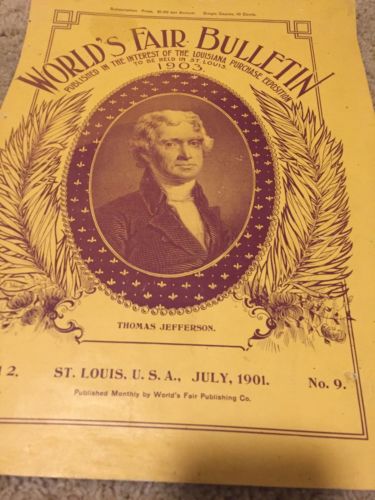 Subscription Price, $1.00 per Annum. Single Copies, 10 Cents.
WORLD'S FAIR BULLETIN
PUBLISHED IN THE INTEREST OF THE LOUISIANA PURCHASE EXPOSITION
TO BE HELD IN ST. LOUIS
1903.
THOMAS JEFFERSON.
2. ST. LOUIS, U. S. A., JULY, 1901. No. 9.
Published Monthly by World's Fair Publishing Co.